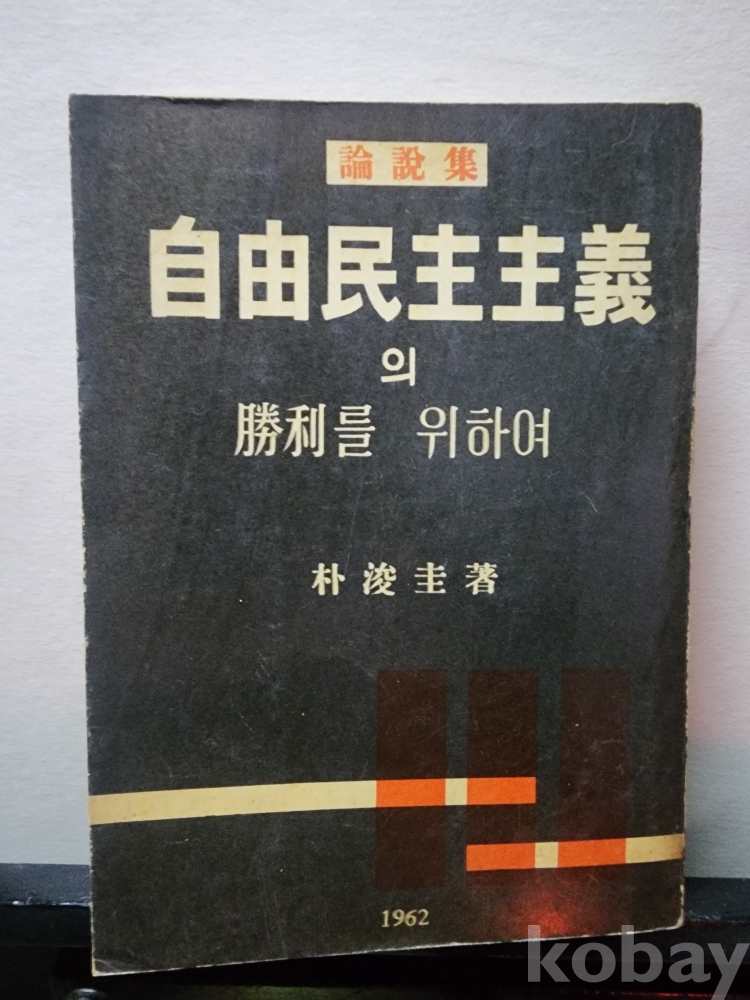 論說集
自由民主主義
의
勝利를 위하여
朴浚圭著
1962
kobay